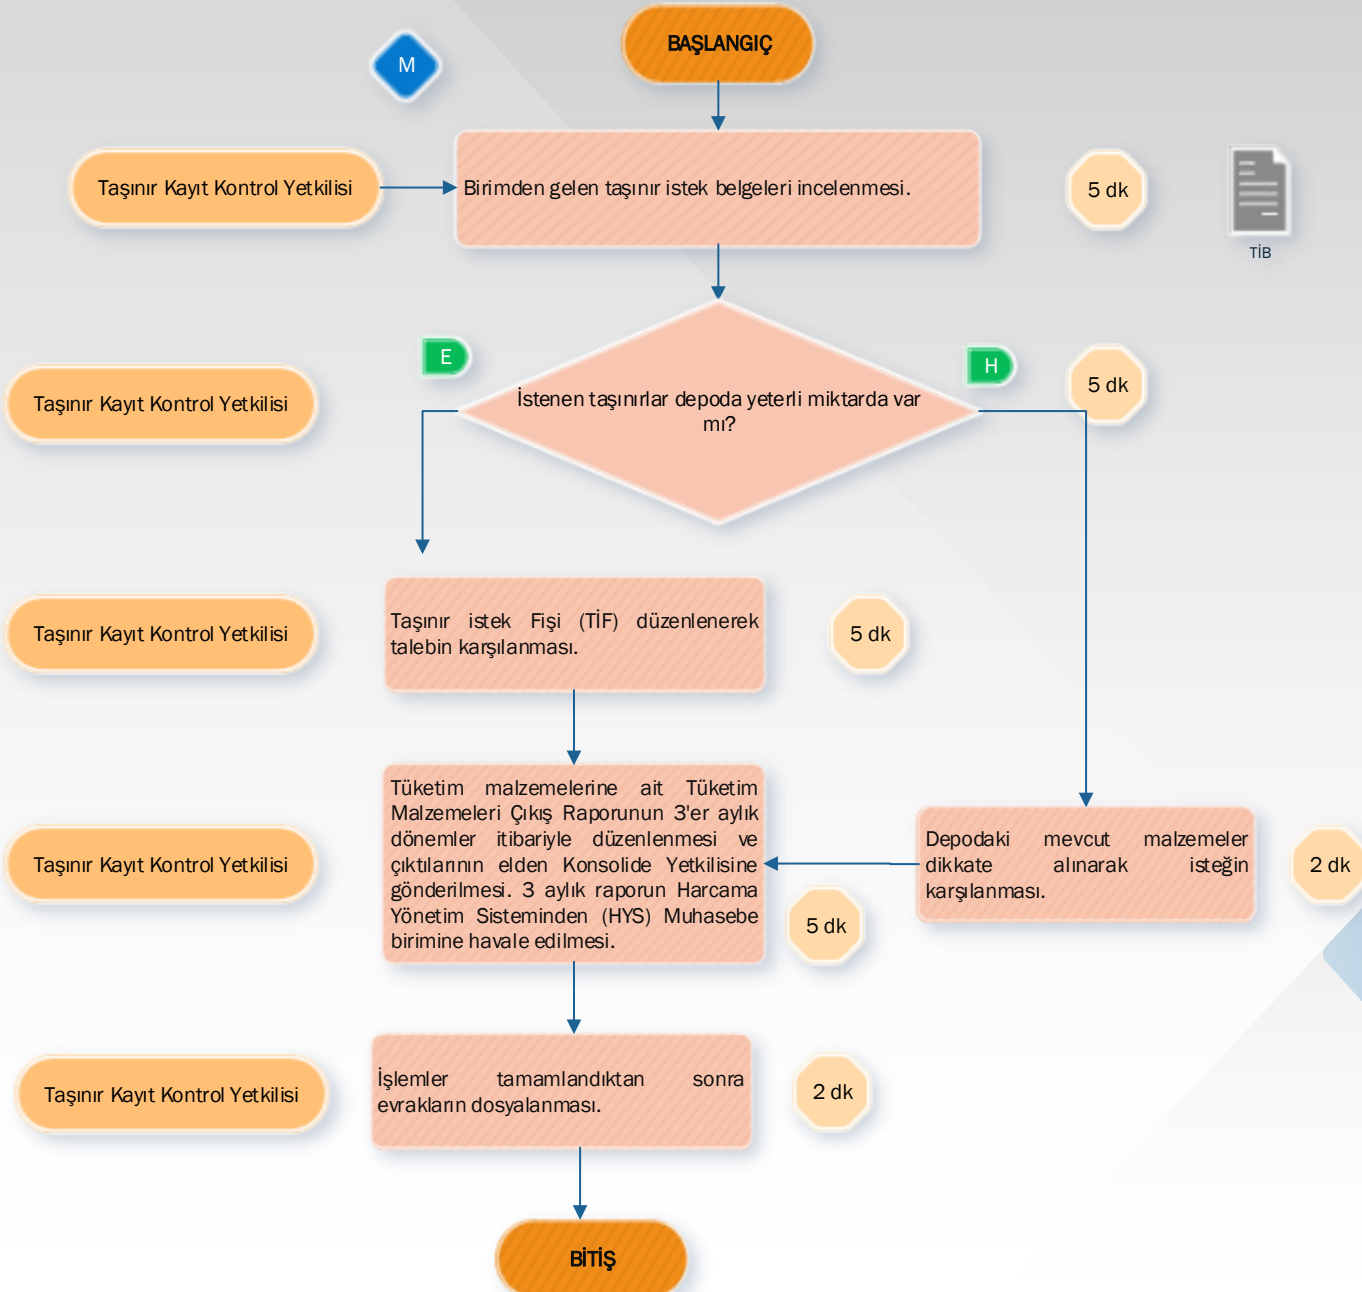 BAŞLANGIÇ
M
Taşınır Kayıt Kontrol Yetkilisi
Birimden gelen taşınır istek belgeleri incelenmesi.
5 dk
TİB
E
H
Taşınır Kayıt Kontrol Yetkilisi
İstenen taşınırlar depoda yeterli miktarda var
mı?
5 dk
Taşınır Kayıt Kontrol Yetkilisi
Taşınır istek Fişi (TİF) düzenlenerek
talebin karşılanması.
5 dk
Taşınır Kayıt Kontrol Yetkilisi
Tüketim malzemelerine ait Tüketim
Malzemeleri Çıkış Raporunun 3'er aylık
dönemler itibariyle düzenlenmesi ve
çıktılarının elden Konsolide Yetkilisine
gönderilmesi. 3 aylık raporun Harcama
Yönetim Sisteminden (HYS) Muhasebe
birimine havale edilmesi.
5 dk
Depodaki mevcut malzemeler
dikkate alınarak isteğin
karşılanması.
2 dk
Taşınır Kayıt Kontrol Yetkilisi
İşlemler tamamlandıktan sonra
evrakların dosyalanması.
2 dk
BİTİŞ